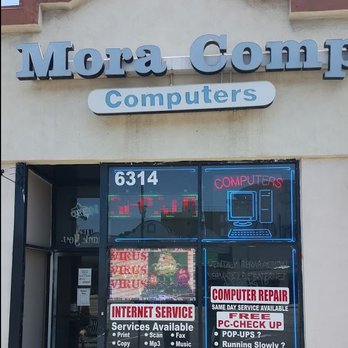 Mora Comp
Computers
6314
COMPUTERS
VIRUS
VIRUS
VIRUS
INTERNET SERVICE
Services Available
• Print • Scan • Fax
• Copy • Mp3 • Music
COMPUTER REPAIR
SAME DAY SERVICE AVAILABLE
FREE
PC-CHECK UP
• POP-UPS ?
• Running Slowly ?